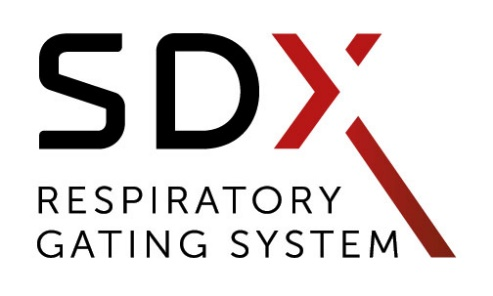 SDX
RESPIRATORY
GATING SYSTEM